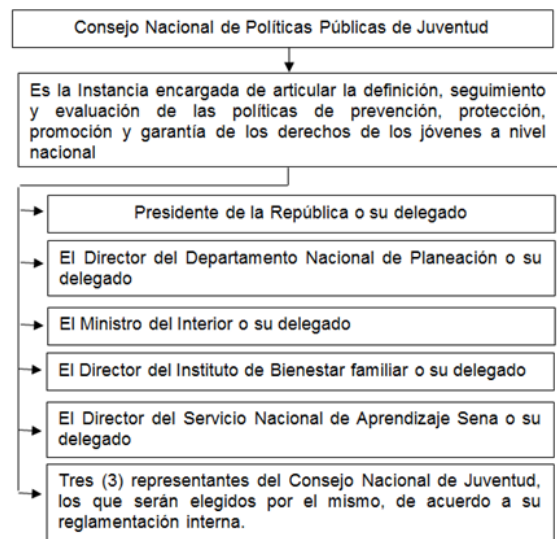 Consejo Nacional de Políticas Públicas de Juventud
Es la Instancia encargada de articular la definición, seguimiento
y evaluación de las políticas de prevención, protección,
promoción y garantía de los derechos de los jóvenes a nivel
nacional
Presidente de la República o su delegado
El Director del Departamento Nacional de Planeación o su
delegado
El Ministro del Interior o su delegado
El Director del Instituto de Bienestar familiar o su delegado
El Director del Servicio Nacional de Aprendizaje Sena o su
delegado
Tres (3) representantes del Consejo Nacional de Juventud,
los que serán elegidos por el mismo, de acuerdo a su
reglamentación interna.